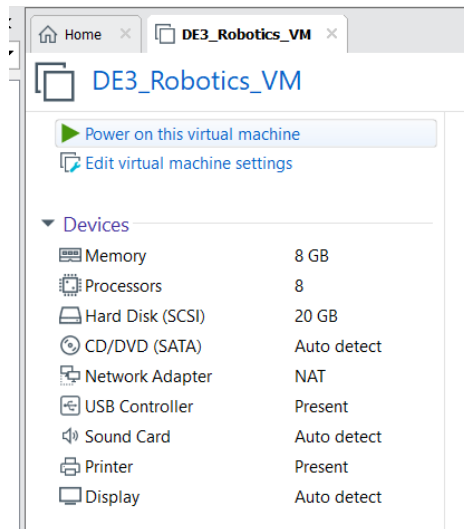 Home
DE3_Robotics_VM
DE3_Robotics_VM
Power on this virtual machine
Edit virtual machine settings
Devices
Memory 8 GB
Processors 8
Hard Disk (SCSI) 20 GB
CD/DVD (SATA) Auto detect
Network Adapter NAT
USB Controller Present
Sound Card Auto detect
Printer Present
Display Auto detect